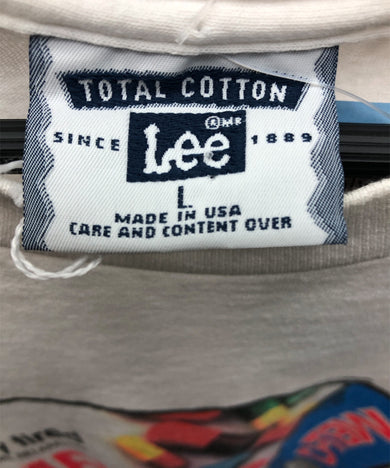 TOTAL COTTON
SINCE Lee ®MR 1889
L
MADE IN USA
CARE AND CONTENT OVER